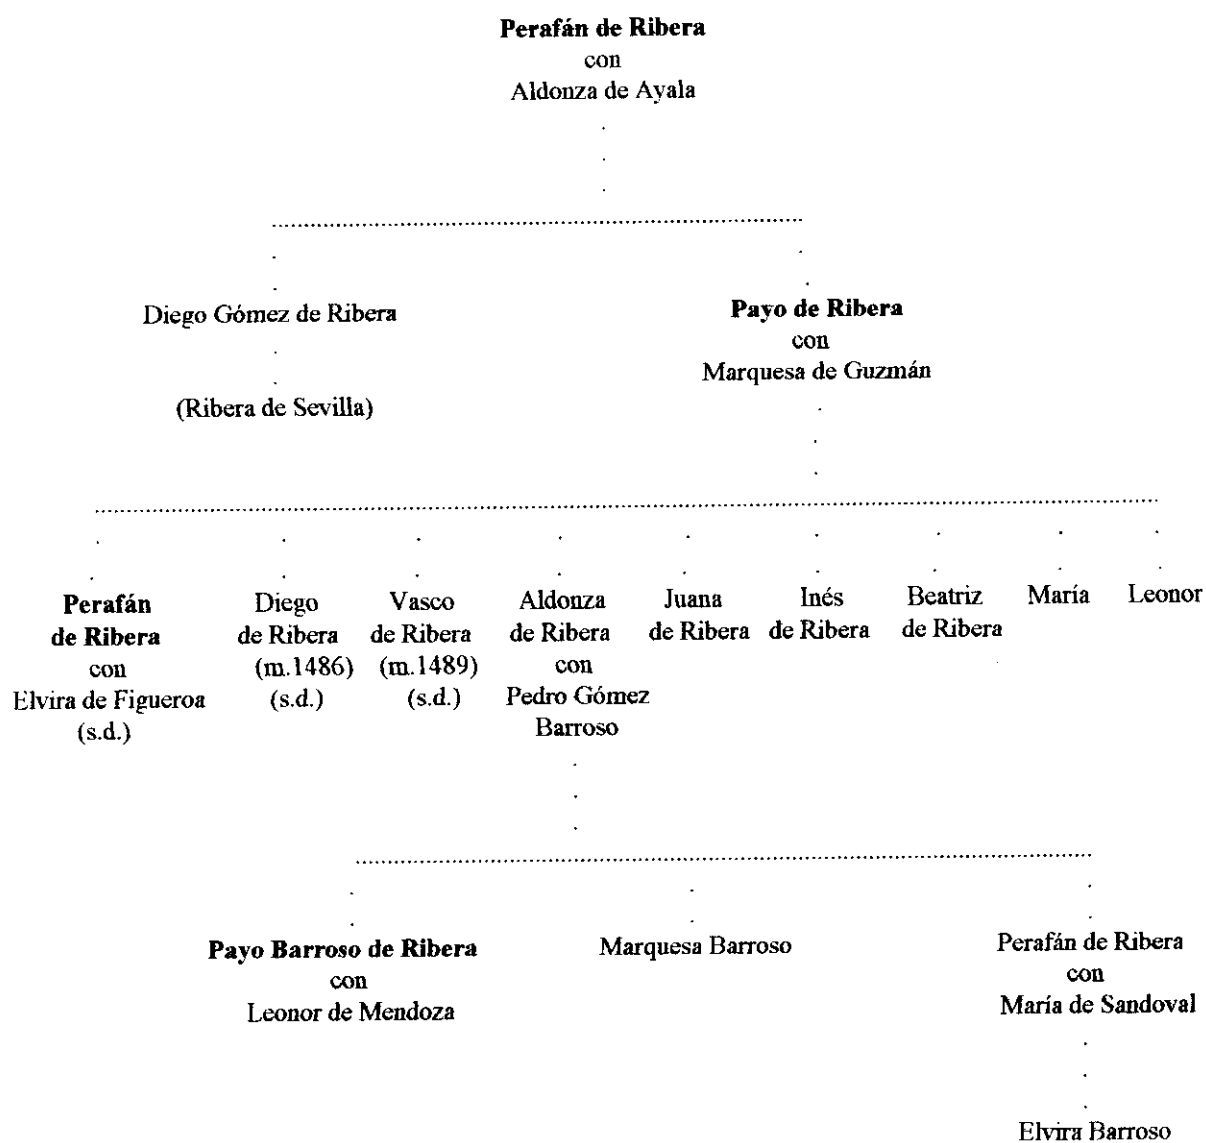 Perafán de Ribera
con
Aldonza de Ayala
Diego Gómez de Ribera
(Ribera de Sevilla)
Payo de Ribera
con
Marquesa de Guzmán
Perafán
de Ribera
con
Elvira de Figueroa
(s.d.)
Diego
de Ribera
(m.1486)
(s.d.)
Vasco
de Ribera
(m.1489)
(s.d.)
Aldonza
de Ribera
con
Pedro Gómez
Barroso
Juana
de Ribera
Inés
de Ribera
Beatriz
de Ribera
María
Leonor
Payo Barroso de Ribera
con
Leonor de Mendoza
Marquesa Barroso
Perafán de Ribera
con
María de Sandoval
Elvira Barroso